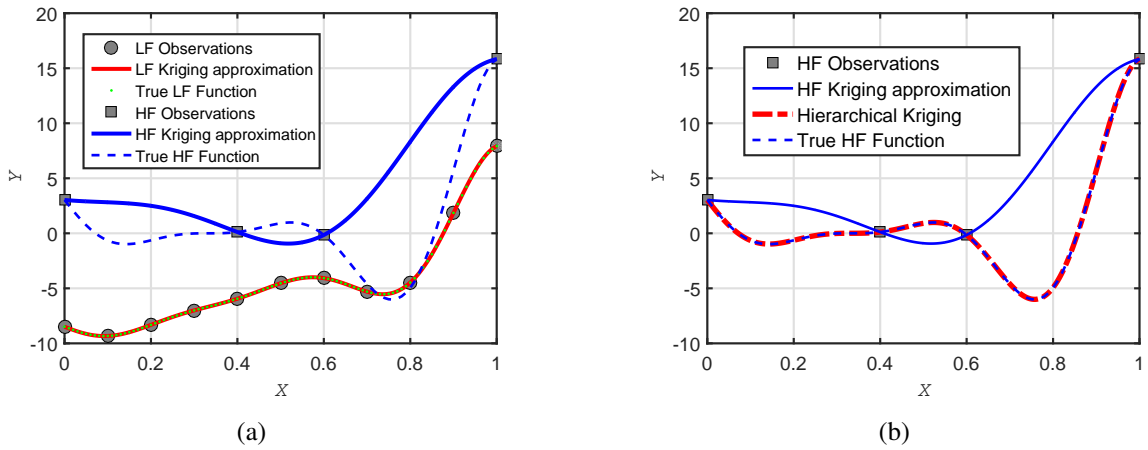 20
15
10
5
0
-5
-10
Y
LF Observations
LF Kriging approximation
True LF Function
HF Observations
HF Kriging approximation
True HF Function
0 0.2 0.4 0.6 0.8 1
X
(a)
20
15
10
5
0
-5
-10
Y
HF Observations
HF Kriging approximation
Hierarchical Kriging
True HF Function
0 0.2 0.4 0.6 0.8 1
X
(b)